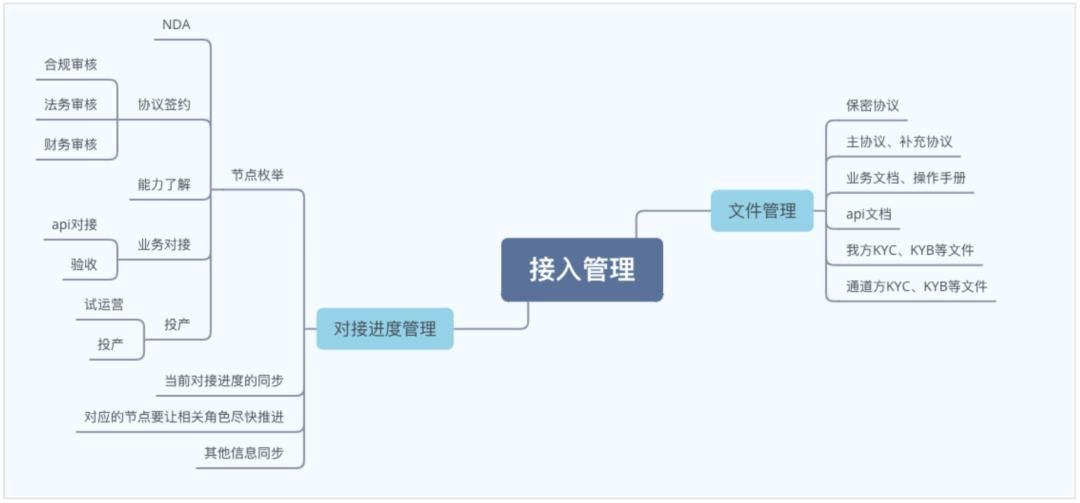 接入管理
文件管理
保密协议
主协议、补充协议
业务文档、操作手册
api文档
我方KYC、KYB等文件
通道方KYC、KYB等文件
对接进度管理
节点枚举
NDA
协议签约
合规审核
法务审核
财务审核
能力了解
业务对接
api对接
验收
投产
试运营
投产
当前对接进度的同步
对应的节点要让相关角色尽快推进
其他信息同步